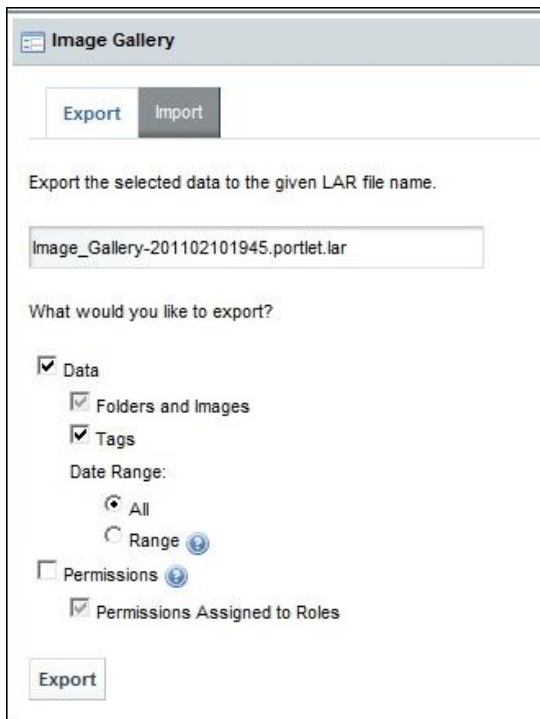 Image Gallery
Export Import
Export the selected data to the given LAR file name.
Image_Gallery-201102101945.portlet.lar
What would you like to export?
Data
Folders and Images
Tags
Date Range:
All
Range
Permissions
Permissions Assigned to Roles
Export